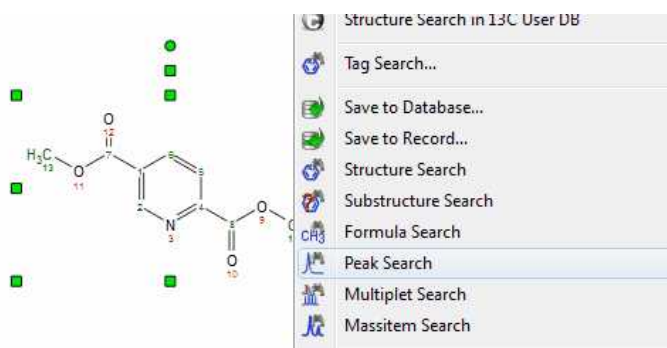 Structure Search in 13C User DB
Tag Search...
Save to Database...
Save to Record...
Structure Search
Substructure Search
CH3 Formula Search
Peak Search
Multiplet Search
Massitem Search
O
12
7
H3C
13
O
11
6
5
2
N
3
4
8
O
9
O
10